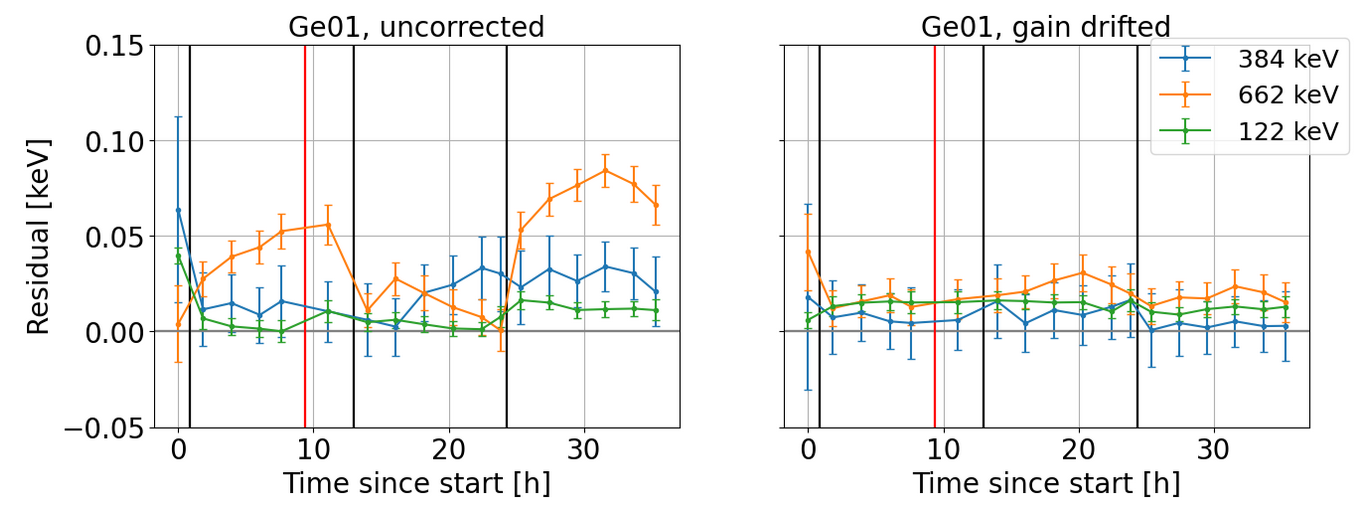 Ge01, uncorrected
Ge01, gain drifted
384 keV
662 keV
122 keV
Residual [keV]
0.15
0.10
0.05
0.00
−0.05
0 10 20 30
0 10 20 30
Time since start [h]
Time since start [h]